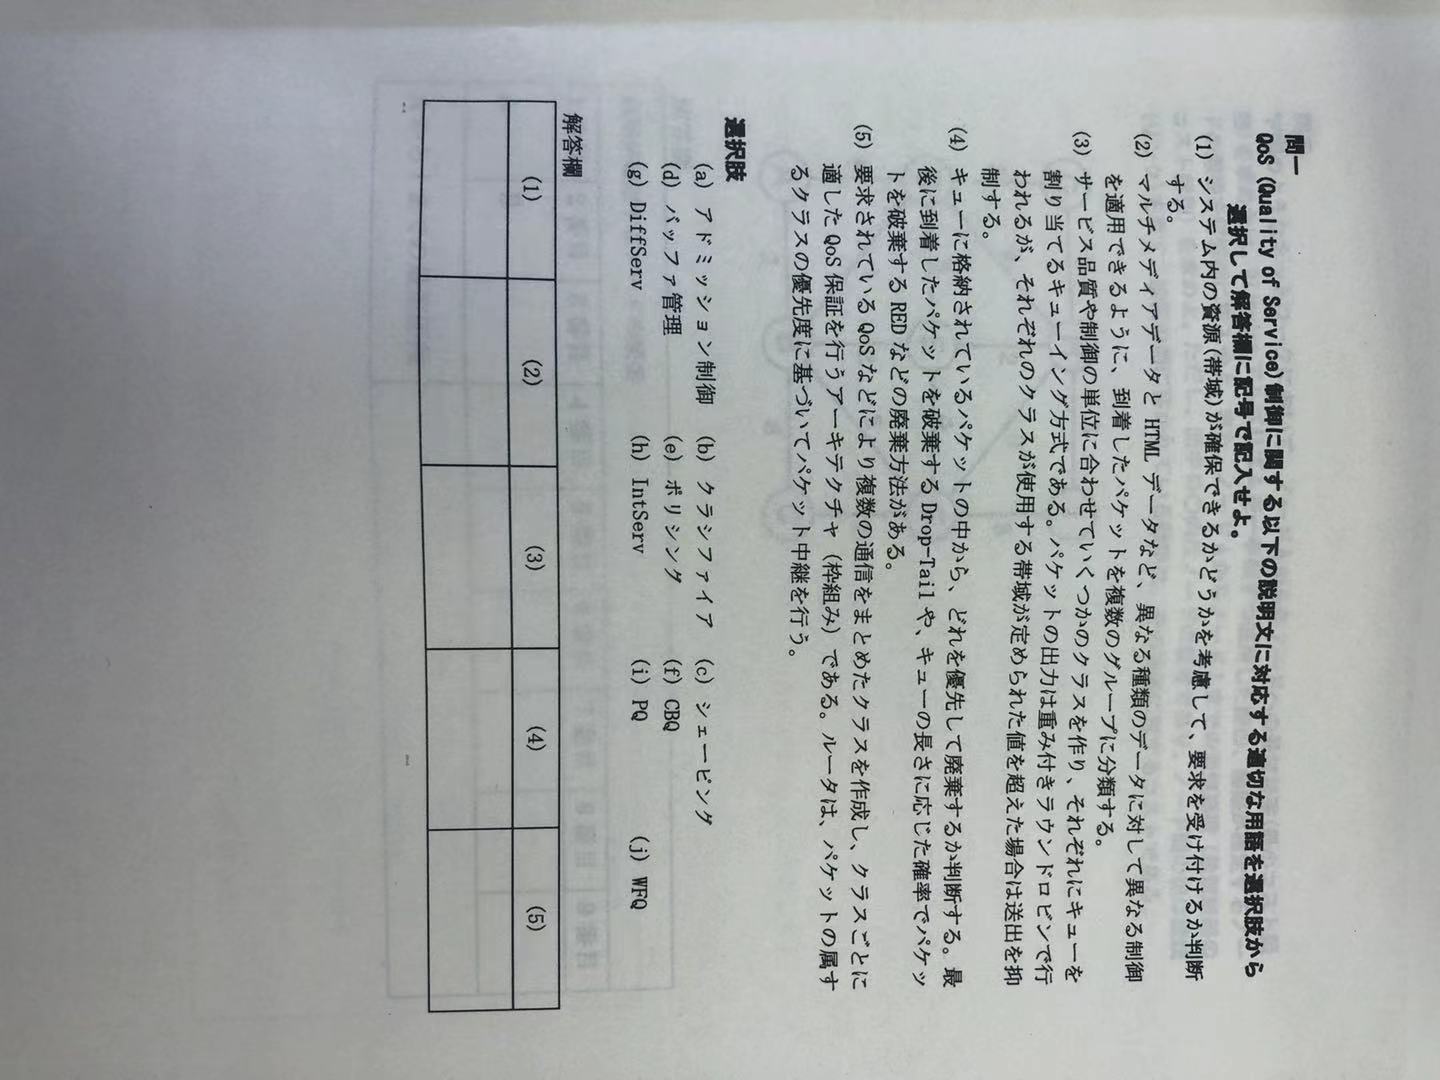 問一
QoS (Quality of Service)制御に関する以下の説明文に対応する適切な用語を選択肢から
選択して解答欄に記号で記入せよ。
(1) システム内の資源(帯域)が確保できるかどうかを考慮して、要求を受け付けるか判断
する。
(2) マルチメディアデータと HTML データなど、異なる種類のデータに対して異なる制御
を適用できるように、到着したパケットを複数のグループに分類する。
(3) サービス品質や制御の単位に合わせていくつかのクラスを作り、それぞれにキューを
割り当てるキューイング方式である。パケットの出力は重み付きラウンドロビンで行
われるが、それぞれのクラスが使用する帯域が定められた値を超えた場合は送出を抑
制する。
(4) キューに格納されているパケットの中から、どれを優先して廃棄するか判断する。最
後に到着したパケットを破棄する Drop-Tail や、キューの長さに応じた確率でパケッ
トを破棄する RED などの廃棄方法がある。
(5) 要求されている QoS などにより複数の通信をまとめたクラスを作成し、クラスごとに
適した QoS 保証を行うアーキテクチャ（枠組み）である。ルータは、パケットの属す
るクラスの優先度に基づいてパケット中継を行う。
選択肢
(a) アドミッション制御 (b) クラシファイア (c) シェーピング
(d) バッファ管理 (e) ポリシング (f) CBQ
(g) DiffServ (h) IntServ (i) PQ (j) WFQ
解答欄
(1) (2) (3) (4) (5)